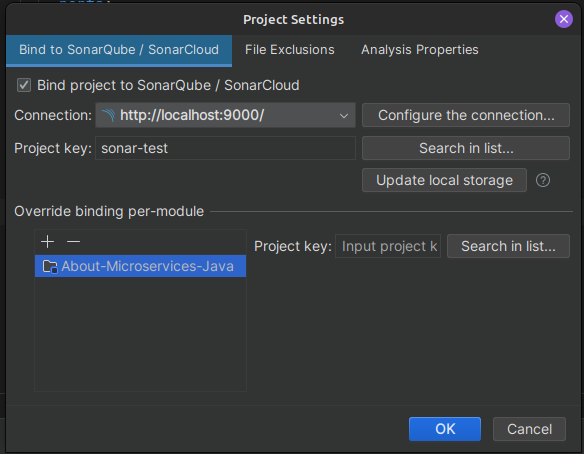 Project Settings
Bind to SonarQube / SonarCloud File Exclusions Analysis Properties
Bind project to SonarQube / SonarCloud
Connection: http://localhost:9000/ Configure the connection...
Project key: sonar-test Search in list...
Update local storage ?
Override binding per-module
Project key: Input project k Search in list...
About-Microservices-Java
OK Cancel